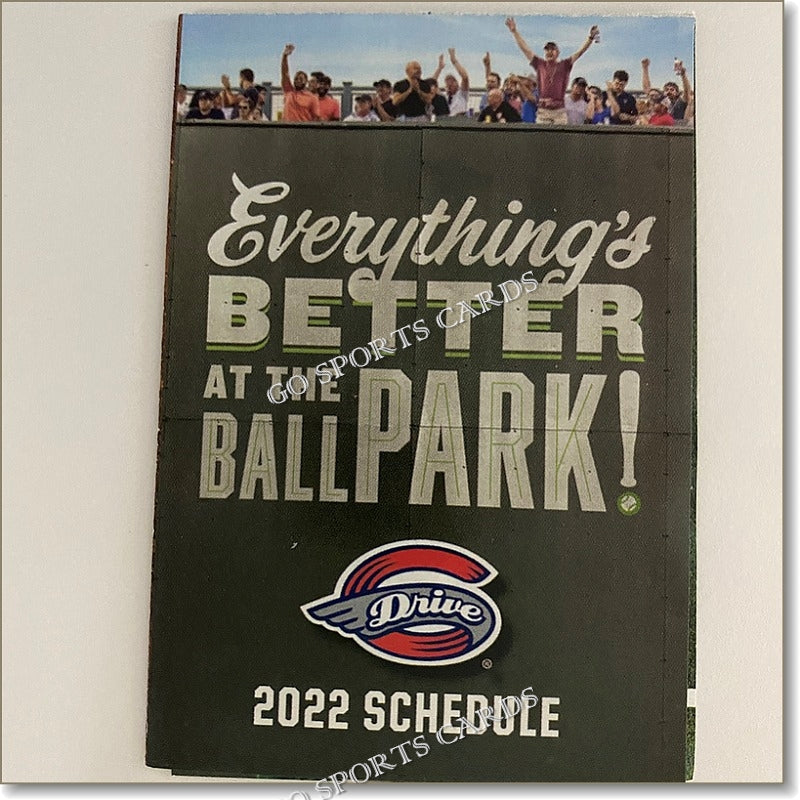 Everything's
BETTER
AT THE
BALLPARK!
Drive
®
2022 SCHEDULE
GO SPORTS CARDS
GO SPORTS CARDS